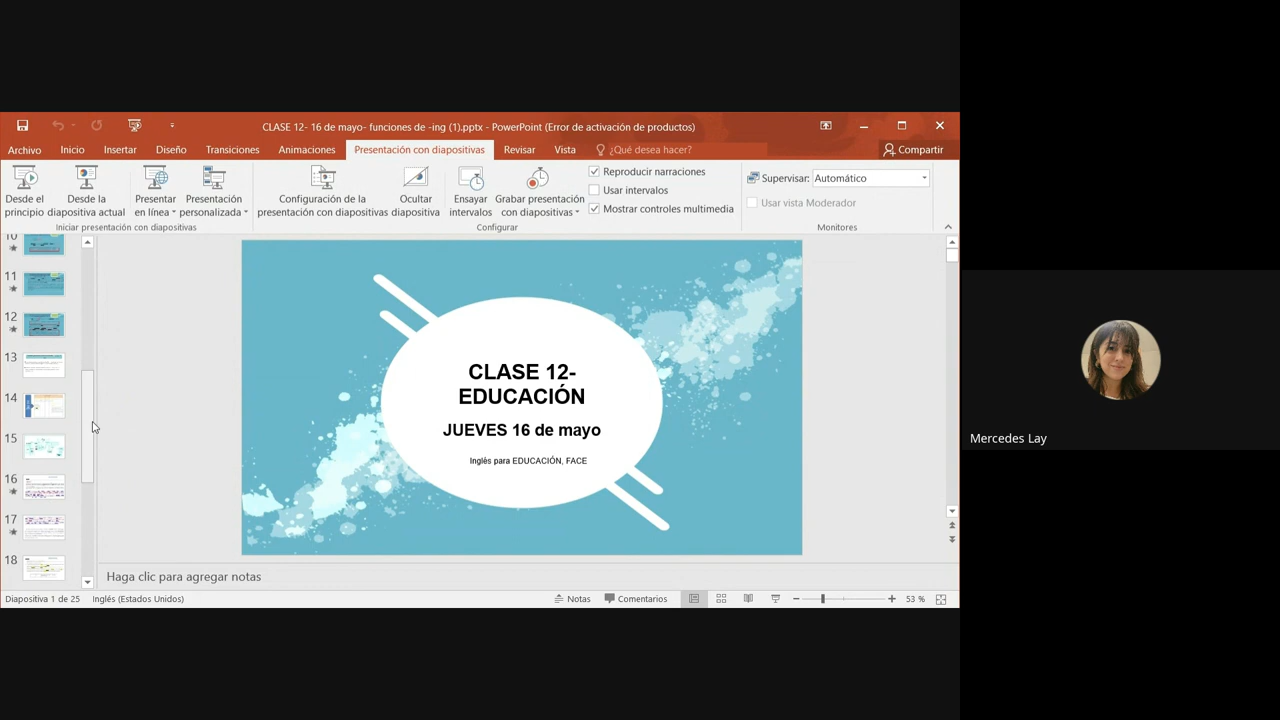 CLASE 12- 16 de mayo- funciones de -ing (1).pptx - PowerPoint (Error de activación de productos)
Archivo Inicio Insertar Diseño Transiciones Animaciones Presentación con diapositivas Revisar Vista ¿Qué desea hacer? Compartir
Desde el principio
Desde la diapositiva actual
Presentar en línea
Presentación personalizada
Iniciar presentación con diapositivas
Configuración de la presentación con diapositivas
Ocultar diapositiva
Ensayar intervalos
Grabar presentación con diapositivas
Reproducir narraciones
Usar intervalos
Mostrar controles multimedia
Configurar
Supervisar: Automático
Usar vista Moderador
Monitores
10
11
12
13
14
15
16
17
18
CLASE 12-
EDUCACIÓN
JUEVES 16 de mayo
Inglés para EDUCACIÓN, FACE
Haga clic para agregar notas
Diapositiva 1 de 25 Inglés (Estados Unidos) Notas Comentarios 53 %
Mercedes Lay